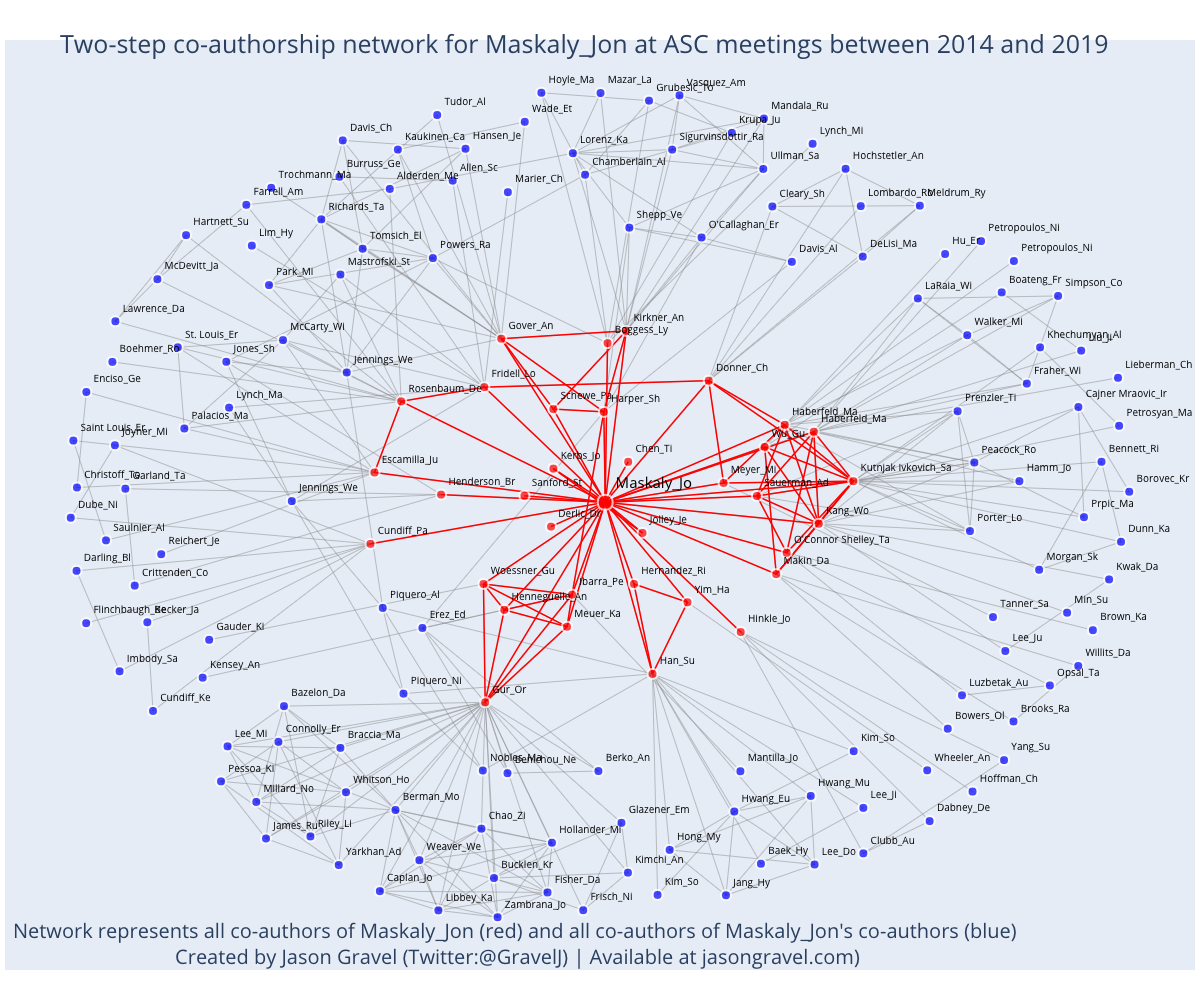 Two-step co-authorship network for Maskaly_Jon at ASC meetings between 2014 and 2019
Hoyle_Ma
Mazar_La
Grubesic_To
Vasquez_Am
Tudor_Al
Wade_Et
Mandala_Ru
Krupa_Ju
Davis_Ch
Kaukinen_Ca
Hansen_Je
Lorenz_Ka
Sigurvinsdottir_Ra
Lynch_Mi
Burruss_Ge
Allen_Sc
Chamberlain_Al
Ullman_Sa
Hochstetler_An
Trochmann_Ma
Alderden_Me
Marier_Ch
Farrell_Am
Cleary_Sh
Lombardo_Ro
Meldrum_Ry
Richards_Ta
Hartnett_Su
Shepp_Ve
O'Callaghan_Er
Lim_Hy
Tomsich_El
Powers_Ra
Davis_Al
DeLisi_Ma
Hu_Er
Petropoulos_Ni
Petropoulos_Ni
McDevitt_Ja
Park_Mi
Mastrofski_St
LaRaia_Wi
Boateng_Fr
Simpson_Co
Lawrence_Da
Kirkner_An
St. Louis_Er
McCarty_Wi
Gover_An
Boggess_Ly
Walker_Mi
Khechumyan_Al
Boehmer_Ro
Jones_Sh
Jennings_We
Fridell_Lo
Donner_Ch
Fraher_Wi
Lieberman_Ch
Enciso_Ge
Lynch_Ma
Rosenbaum_De
Harper_Sh
Prenzler_Ti
Cajner Mraovic_Ir
Palacios_Ma
Haberfeld_Ma
Haberfeld_Ma
Petrosyan_Ma
Saint Louis_Er
Joyner_Mi
Wu_Gu
Christoff_To
Garland_Ta
Escamilla_Ju
Kerns_Jo
Chen_Ti
Meyer_Mi
Kutnjak Ivkovich_Sa
Peacock_Ro
Hamm_Jo
Bennett_Ri
Borovec_Kr
Jennings_We
Henderson_Br
Sanford_St
Maskaly_Jo
Sauerman_Ad
Dube_Ni
Kang_Wo
Porter_Lo
Prpic_Ma
Saulnier_Al
Cundiff_Pa
Jolley_Je
O'Connor Shelley_Ta
Dunn_Ka
Reichert_Je
Makin_Da
Darling_Bl
Crittenden_Co
Woessner_Gu
Ibarra_Pe
Hernandez_Ri
Morgan_Sk
Kwak_Da
Henneguelle_An
Yim_Ha
Becker_Ja
Piquero_Al
Erez_Ed
Meuer_Ka
Hinkle_Jo
Tanner_Sa
Min_Su
Brown_Ka
Gauder_Ki
Lee_Ju
Willits_Da
Imbody_Sa
Kensey_An
Han_Su
Opsal_Ta
Cundiff_Ke
Bazelon_Da
Piquero_Ni
Gur_Or
Luzbetak_Au
Brooks_Ra
Lee_Mi
Connolly_Er
Braccia_Ma
Bowers_Ol
Kim_So
Yang_Su
Pessoa_Ki
Whitson_Ho
Berko_An
Mantilla_Jo
Wheeler_An
Millard_No
Hwang_Mu
Hoffman_Ch
Berman_Mo
Hwang_Eu
Lee_Ji
Dabney_De
James_Ru
Riley_Li
Chao_Zi
Hollander_Mi
Glazener_Em
Hong_My
Yarkhan_Ad
Weaver_We
Baek_Hy
Lee_Do
Clubb_Au
Caplan_Jo
Bucklen_Kr
Fisher_Da
Kimchi_An
Kim_So
Jang_Hy
Libbey_Ka
Zambrana_Jo
Frisch_Ni
Network represents all co-authors of Maskaly_Jon (red) and all co-authors of Maskaly_Jon's co-authors (blue)
Created by Jason Gravel (Twitter:@GravelJ) | Available at jasongravel.com)